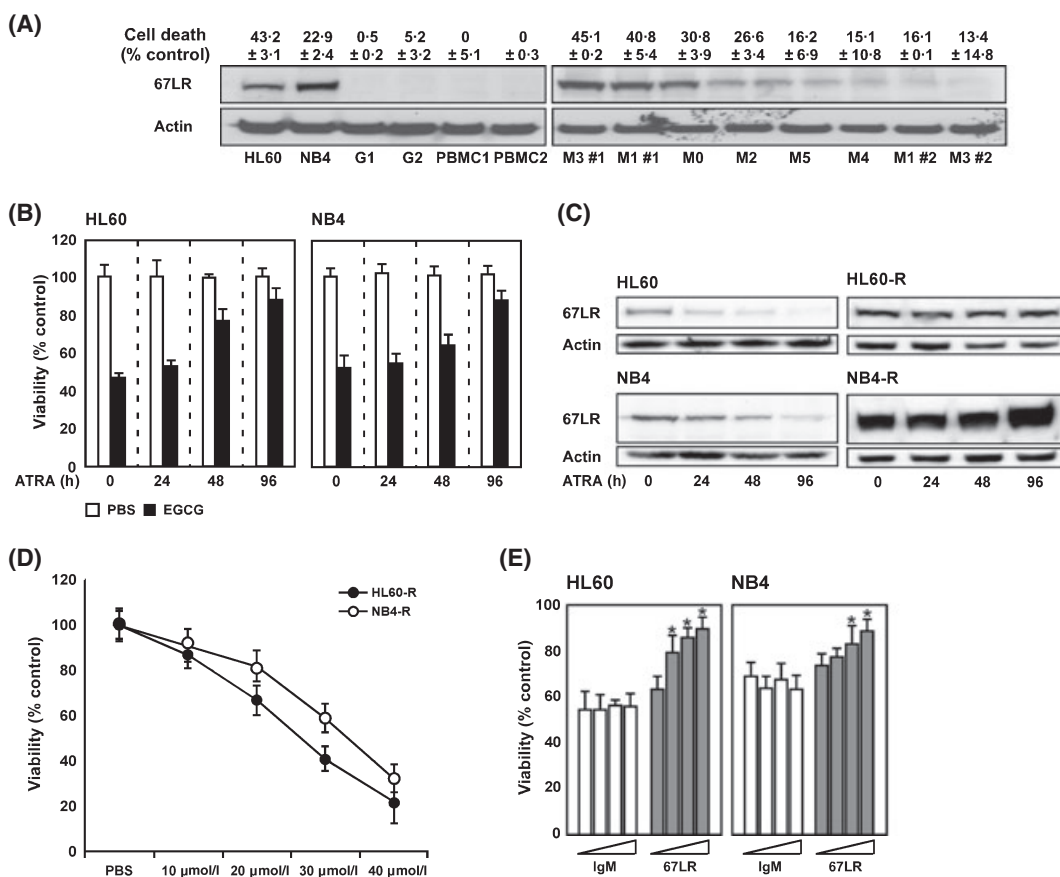 (A)
Cell death 43·2 22·9 0·5 5·2 0 0 45·1 40·8 30·8 26·6 16·2 15·1 16·1 13·4
(% control) ± 3·1 ± 2·4 ± 0·2 ± 3·2 ± 5·1 ± 0·3 ± 0·2 ± 5·4 ± 3·9 ± 3·4 ± 6·9 ± 10·8 ± 0·1 ± 14·8
67LR
Actin
HL60 NB4 G1 G2 PBMC1 PBMC2 M3 #1 M1 #1 M0 M2 M5 M4 M1 #2 M3 #2
(B)
HL60 NB4
Viability (% control)
120
100
80
60
40
20
0
ATRA (h) 0 24 48 96 0 24 48 96
PBS EGCG
(C)
HL60 HL60-R
67LR
Actin
NB4 NB4-R
67LR
Actin
ATRA (h) 0 24 48 96 0 24 48 96
(D)
Viability (% control)
120
100
80
60
40
20
0
HL60-R
NB4-R
PBS 10 µmol/l 20 µmol/l 30 µmol/l 40 µmol/l
(E)
HL60 NB4
Viability (% control)
100
80
60
40
20
0
* * * * *
IgM 67LR IgM 67LR